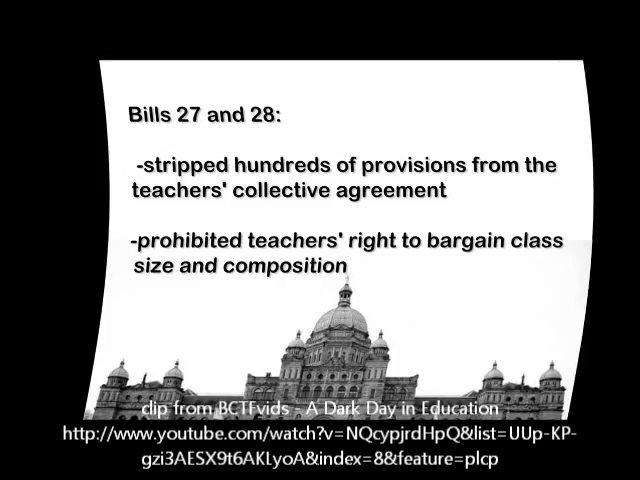 Bills 27 and 28:
-stripped hundreds of provisions from the
teachers' collective agreement
-prohibited teachers' right to bargain class
size and composition
clip from BCTFvids - A Dark Day in Education
http://www.youtube.com/watch?v=NQcypjrdHpQ&list=UUp-KP-
gzi3AESX9t6AKLyoA&index=8&feature=plcp